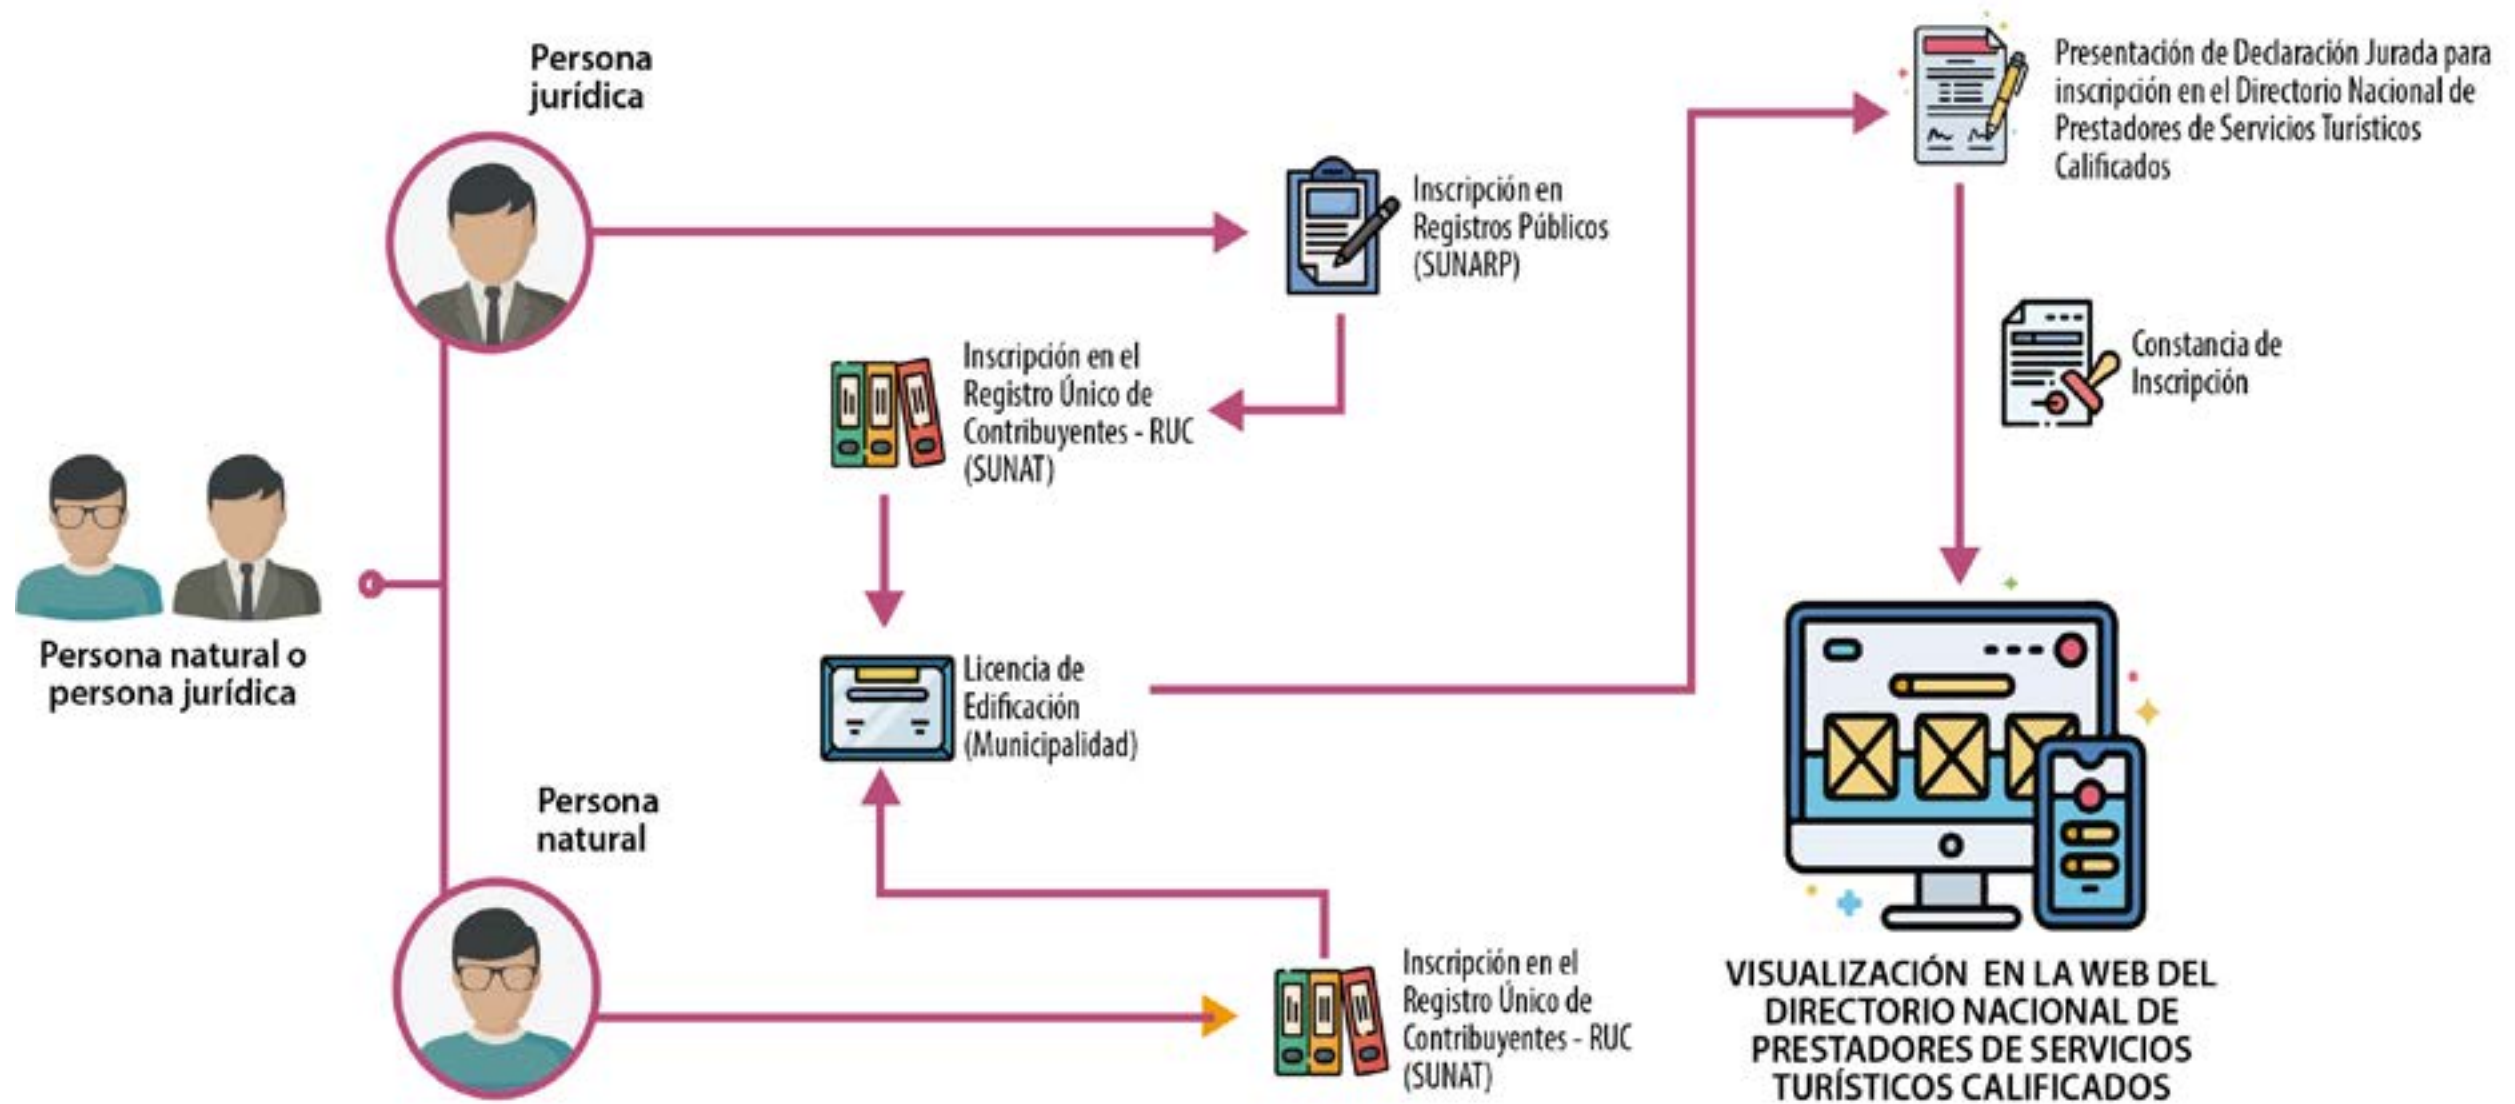 Persona
jurídica
Inscripción en
Registros Públicos
(SUNARP)
Inscripción en el
Registro Único de
Contribuyentes - RUC
(SUNAT)
Persona natural o
persona jurídica
Licencia de
Edificación
(Municipalidad)
Persona
natural
Inscripción en el
Registro Único de
Contribuyentes - RUC
(SUNAT)
Presentación de Declaración Jurada para
inscripción en el Directorio Nacional de
Prestadores de Servicios Turísticos
Calificados
Constancia de
Inscripción
VISUALIZACIÓN EN LA WEB DEL
DIRECTORIO NACIONAL DE
PRESTADORES DE SERVICIOS
TURÍSTICOS CALIFICADOS